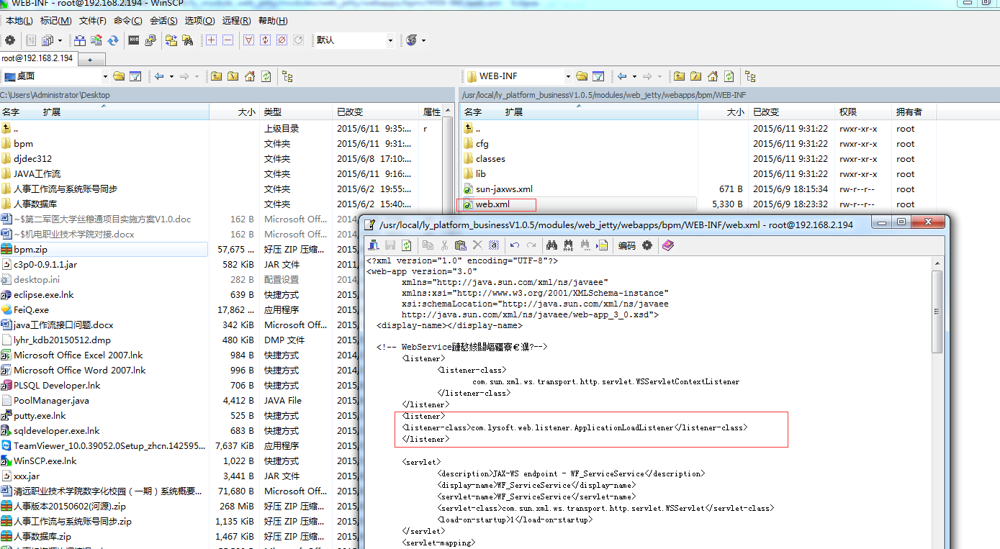 WEB-INF - root@192.168.2.194 - WinSCP
本地(L) 标记(M) 文件(F) 命令(C) 会话(S) 选项(O) 远程(R) 帮助(H)
默认
root@192.168.2.194
桌面
WEB-INF
C:\Users\Administrator\Desktop
/usr/local/ly_platform_businessV1.0.5/modules/web_jetty/webapps/bpm/WEB-INF
名字 扩展 大小 类型 已改变 属性
.. 上级目录 2015/6/11 9:35:... r
bpm 文件夹 2015/6/11 9:31:...
djdec312 文件夹 2015/6/8 17:10:...
JAVA工作流 文件夹 2015/6/11 9:16:...
人事工作流与系统账号同步 文件夹 2015/6/2 19:55:...
人事数据库 文件夹 2015/6/2 15:40:...
~$第二军医大学丝穆通项目实施方案V1.0.doc 162 B Microsoft Off... 2014
~$机电职业技术学院对接.docx 162 B Microsoft Off... 2015
bpm.zip 57,675 ... 好压 ZIP 压缩... 2015
c3p0-0.9.1.1.jar 582 KiB JAR 文件 2011
desktop.ini 282 B 配置设置 2014
eclipse.exe.lnk 639 B 快捷方式 2015
FeiQ.exe 17,862 ... 应用程序 2015
java工作流接口问题.docx 342 KiB Microsoft Off... 2015
lyhr_kdb20150512.dmp 480 KiB DMP 文件 2015
Microsoft Office Excel 2007.lnk 984 B 快捷方式 2014
Microsoft Office Word 2007.lnk 996 B 快捷方式 2014
PLSQL Developer.lnk 706 B 快捷方式 2015
PoolManager.java 4,412 B JAVA File 2015
putty.exe.lnk 525 B 快捷方式 2015
sqldeveloper.exe.lnk 683 B 快捷方式 2015
TeamViewer_10.0.39052.0Setup_zhcn.142595... 7,637 KiB 应用程序 2015
WinSCP.exe.lnk 1,022 B 快捷方式 2015
xxx.jar 3,441 B JAR 文件 2015
清远职业技术学院数字化校园（一期）系统概要... 71,680 B Microsoft Off... 2015
人事版本20150602(河源).zip 268 MiB 好压 ZIP 压缩... 2015
人事工作流与系统账号同步.zip 1,135 KiB 好压 ZIP 压缩... 2015
人事数据库.zip 1,467 KiB 好压 ZIP 压缩... 2015
名字 扩展 大小 已改变 权限 拥有者
.. 2015/6/11 9:31:22 rwxr-xr-x root
cfg 2015/6/11 9:31:22 rwxr-xr-x root
classes 2015/6/11 9:31:22 rwxr-xr-x root
lib 2015/6/11 9:31:22 rwxr-xr-x root
sun-jaxws.xml 671 B 2015/6/9 18:15:34 rw-r--r-- root
web.xml 5,330 B 2015/6/9 18:23:32 rw-r--r-- root
/usr/local/ly_platform_businessV1.0.5/modules/web_jetty/webapps/bpm/WEB-INF/web.xml - root@192.168.2.194
编码
<?xml version="1.0" encoding="UTF-8"?>
<web-app version="3.0"
xmlns="http://java.sun.com/xml/ns/javaee"
xmlns:xsi="http://www.w3.org/2001/XMLSchema-instance"
xsi:schemaLocation="http://java.sun.com/xml/ns/javaee
http://java.sun.com/xml/ns/javaee/web-app_3_0.xsd">
<display-name></display-name>
<!-- WebService
<listener>
<listener-class>
com.sun.xml.ws.transport.http.servlet.WSServletContextListener
</listener-class>
</listener>
<listener>
<listener-class>com.lysoft.web.listener.ApplicationLoadListener</listener-class>
</listener>
<servlet>
<description>JAX-WS endpoint - WF_ServiceService</description>
<display-name>WF_ServiceService</display-name>
<servlet-name>WF_ServiceService</servlet-name>
<servlet-class>com.sun.xml.ws.transport.http.servlet.WSServlet</servlet-class>
<load-on-startup>1</load-on-startup>
</servlet>
<servlet-mapping>